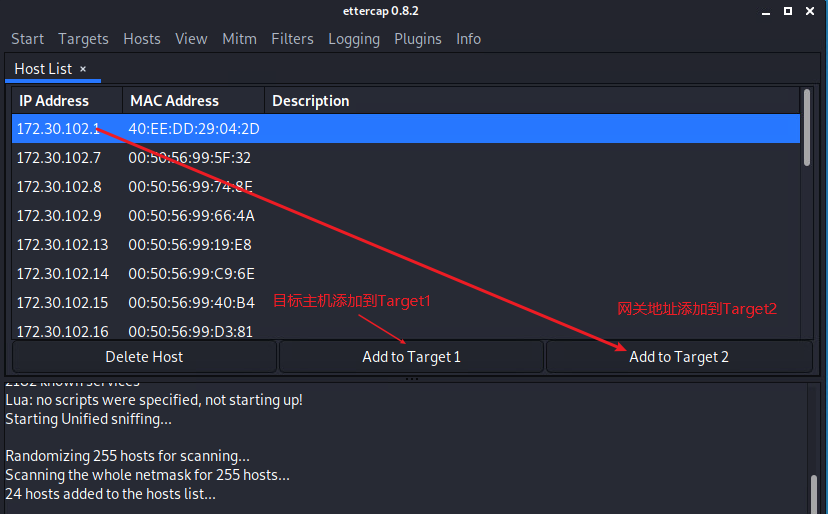 ettercap 0.8.2
Start Targets Hosts View Mitm Filters Logging Plugins Info
Host List ×
IP Address MAC Address Description
172.30.102.1 40:EE:DD:29:04:2D
172.30.102.7 00:50:56:99:5F:32
172.30.102.8 00:50:56:99:74:8E
172.30.102.9 00:50:56:99:66:4A
172.30.102.13 00:50:56:99:19:E8
172.30.102.14 00:50:56:99:C9:6E
172.30.102.15 00:50:56:99:40:B4
目标主机添加到Target1
网关地址添加到Target2
172.30.102.16 00:50:56:99:D3:81
Delete Host Add to Target 1 Add to Target 2
2182 known services
Lua: no scripts were specified, not starting up!
Starting Unified sniffing...
Randomizing 255 hosts for scanning...
Scanning the whole netmask for 255 hosts...
24 hosts added to the hosts list...